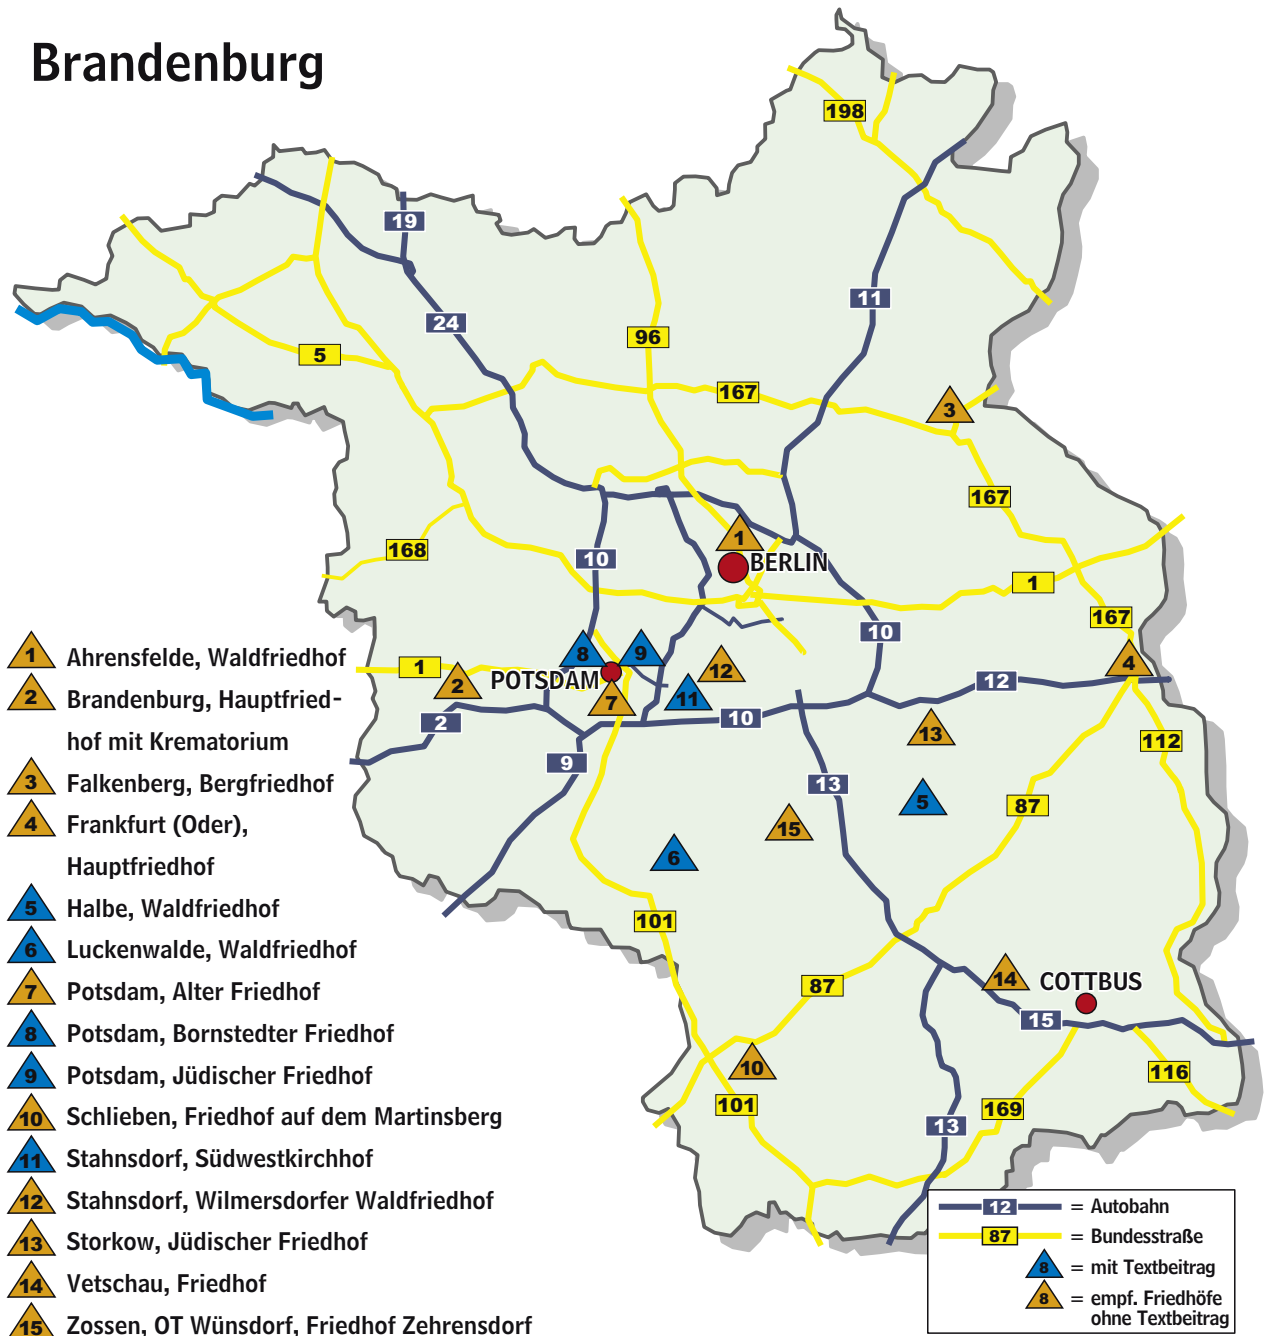 Brandenburg
198
19
11
24
96
5
167
3
167
168
1
BERLIN
10
1
167
10
8
9
1
12
4
2
POTSDAM
12
7
11
2
10
13
112
9
13
5
87
15
6
101
14
COTTBUS
87
15
10
116
101
169
13
1 Ahrensfelde, Waldfriedhof
2 Brandenburg, Hauptfried-
hof mit Krematorium
3 Falkenberg, Bergfriedhof
4 Frankfurt (Oder),
Hauptfriedhof
5 Halbe, Waldfriedhof
6 Luckenwalde, Waldfriedhof
7 Potsdam, Alter Friedhof
8 Potsdam, Bornstedter Friedhof
9 Potsdam, Jüdischer Friedhof
10 Schlieben, Friedhof auf dem Martinsberg
11 Stahnsdorf, Südwestkirchhof
12 Stahnsdorf, Wilmersdorfer Waldfriedhof
13 Storkow, Jüdischer Friedhof
14 Vetschau, Friedhof
15 Zossen, OT Wünsdorf, Friedhof Zehrensdorf
12 = Autobahn
87 = Bundesstraße
8 = mit Textbeitrag
8 = empf. Friedhöfe
ohne Textbeitrag